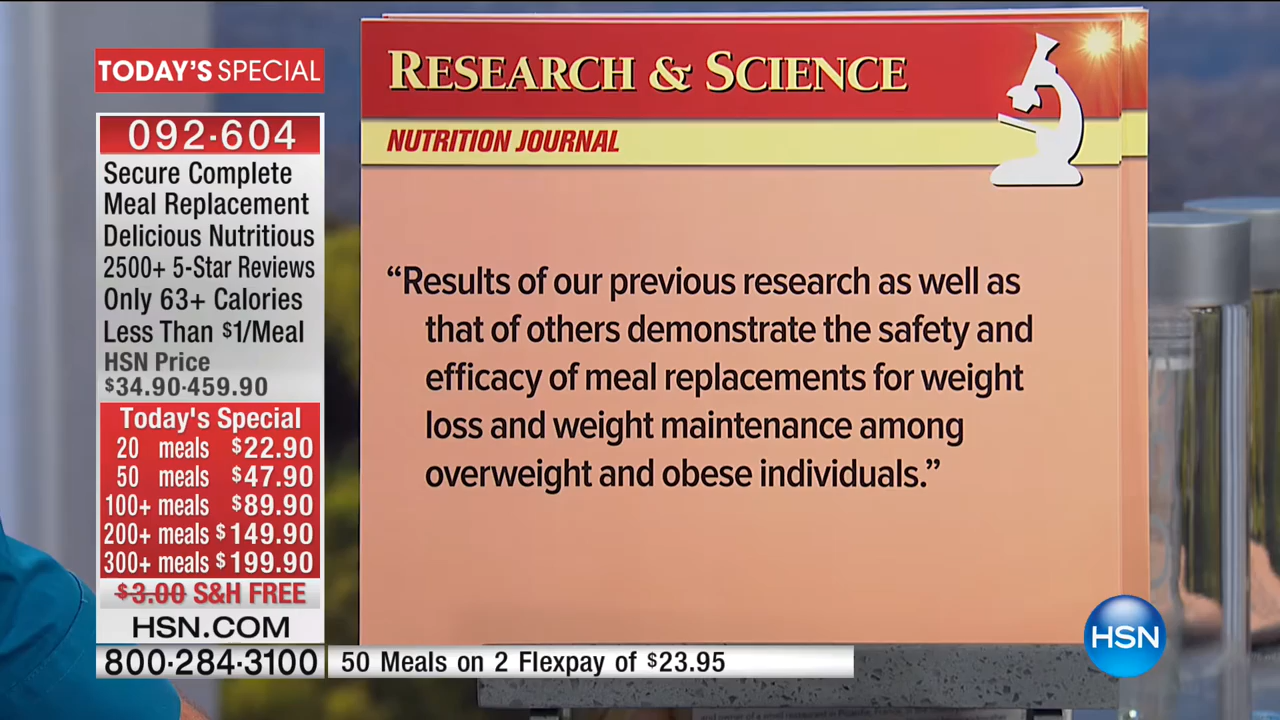 TODAY'S SPECIAL
092·604
Secure Complete
Meal Replacement
Delicious Nutritious
2500+ 5-Star Reviews
Only 63+ Calories
Less Than $1/Meal
HSN Price
$34.90-459.90
Today's Special
20 meals $22.90
50 meals $47.90
100+ meals $89.90
200+ meals $149.90
300+ meals $199.90
$3.00 S&H FREE
HSN.COM
800·284·3100
50 Meals on 2 Flexpay of $23.95
RESEARCH & SCIENCE
NUTRITION JOURNAL
“Results of our previous research as well as
that of others demonstrate the safety and
efficacy of meal replacements for weight
loss and weight maintenance among
overweight and obese individuals.”
HSN